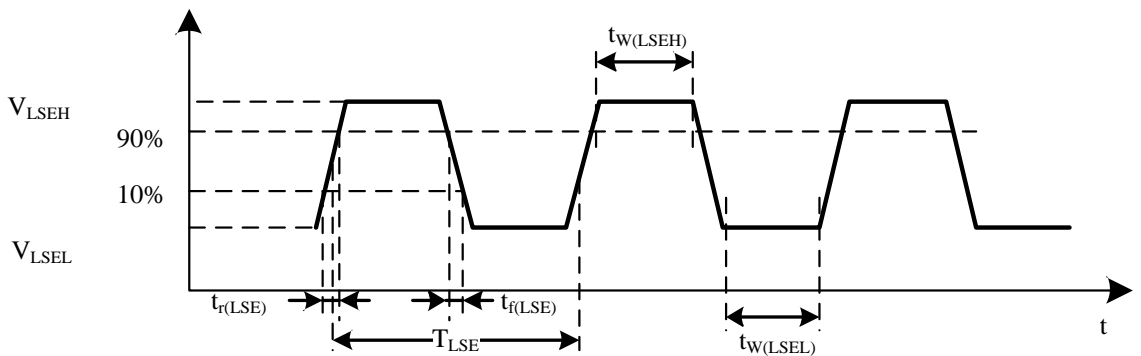 t_W(LSEH)
V_LSEH
90%
10%
V_LSEL
t_r(LSE)
t_f(LSE)
T_LSE
t_W(LSEL)
t